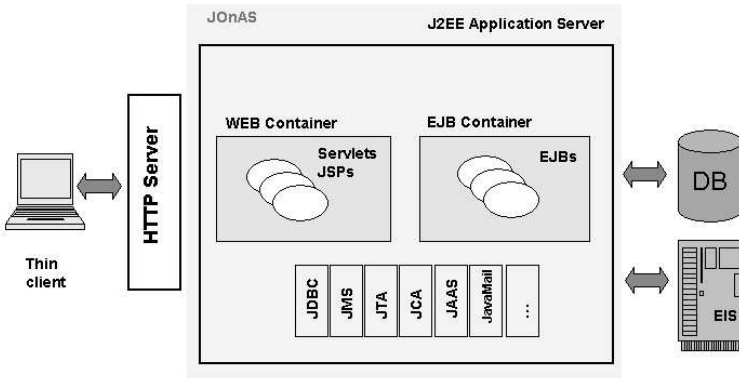 JOnAS
J2EE Application Server
WEB Container
EJB Container
Servlets
JSPs
EJBs
HTTP Server
Thin
client
DB
EIS
JDBC
JMS
JTA
JCA
JAAS
JavaMail
...